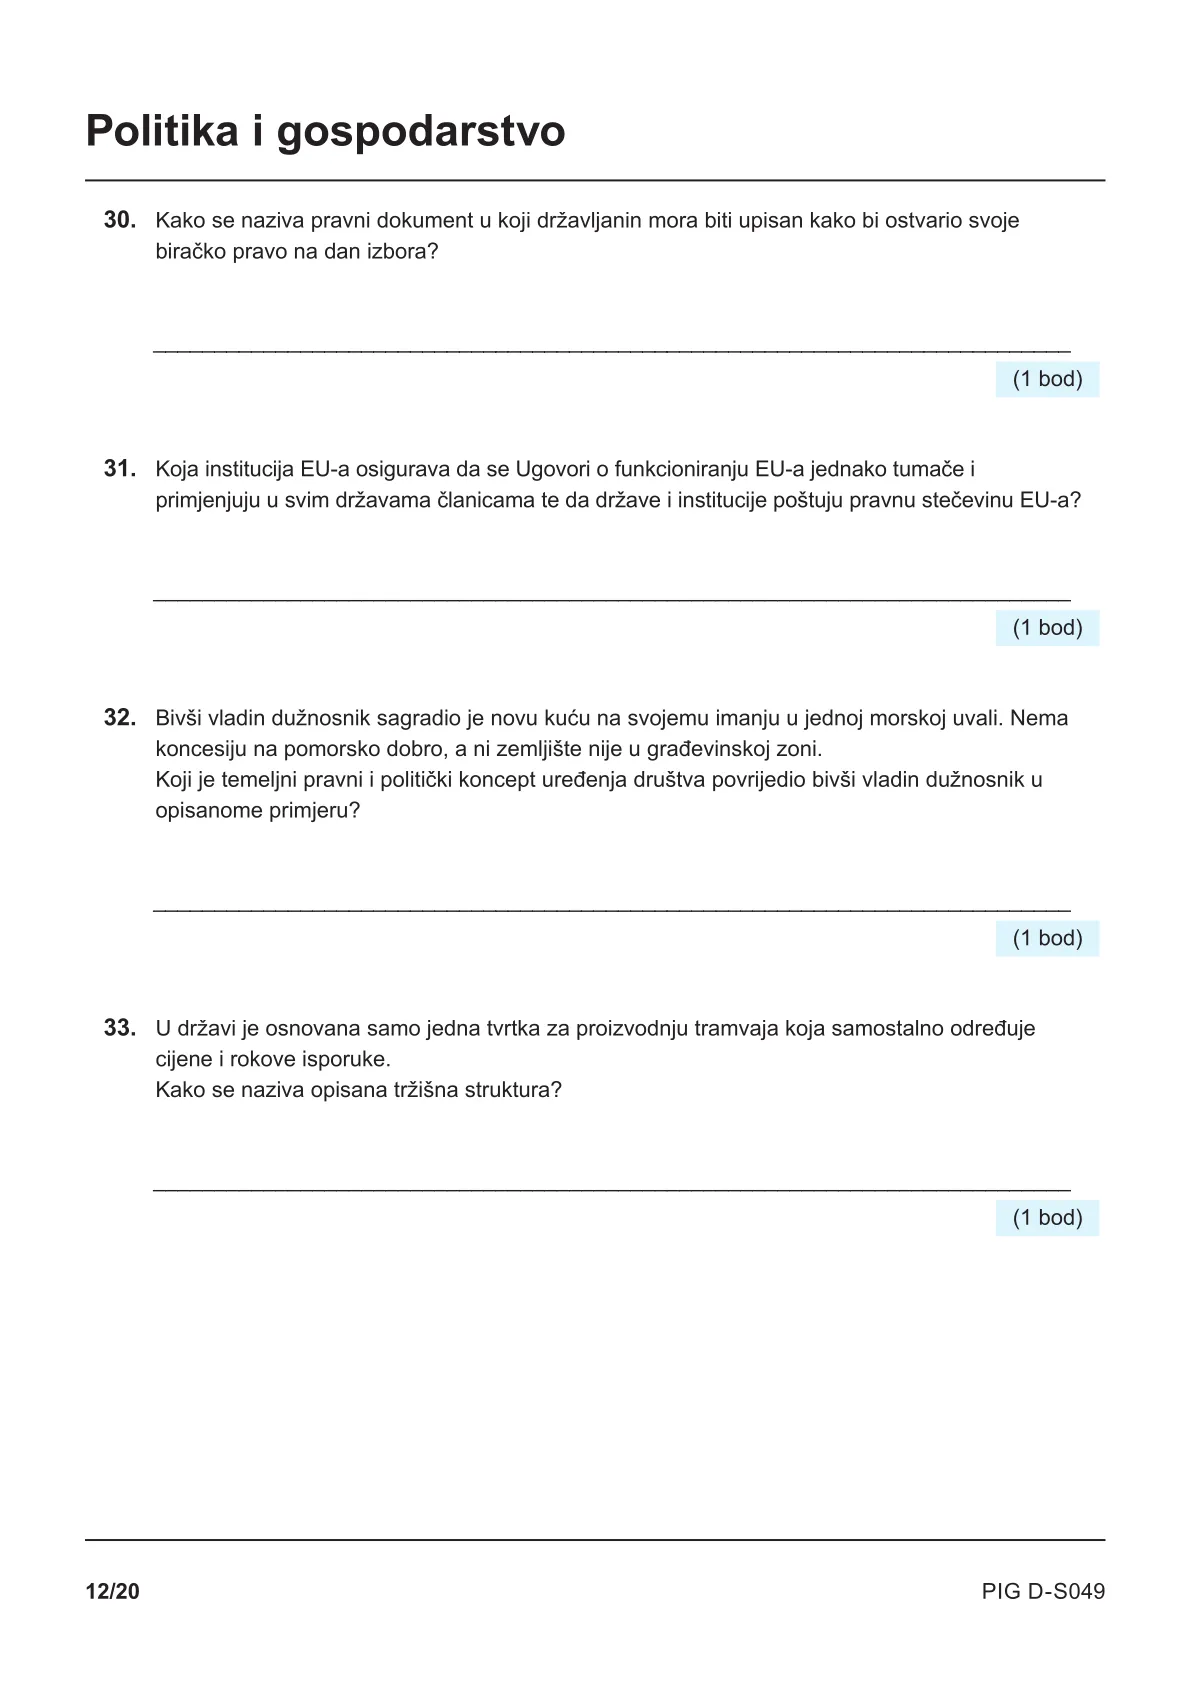 Politika i gospodarstvo
30. Kako se naziva pravni dokument u koji državljanin mora biti upisan kako bi ostvario svoje
biračko pravo na dan izbora?
(1 bod)
31. Koja institucija EU-a osigurava da se Ugovori o funkcioniranju EU-a jednako tumače i
primjenjuju u svim državama članicama te da države i institucije poštuju pravnu stečevinu EU-a?
(1 bod)
32. Bivši vladin dužnosnik sagradio je novu kuću na svojemu imanju u jednoj morskoj uvali. Nema
koncesiju na pomorsko dobro, a ni zemljište nije u građevinskoj zoni.
Koji je temeljni pravni i politički koncept uređenja društva povrijedio bivši vladin dužnosnik u
opisanome primjeru?
(1 bod)
33. U državi je osnovana samo jedna tvrtka za proizvodnju tramvaja koja samostalno određuje
cijene i rokove isporuke.
Kako se naziva opisana tržišna struktura?
(1 bod)
12/20
PIG D-S049